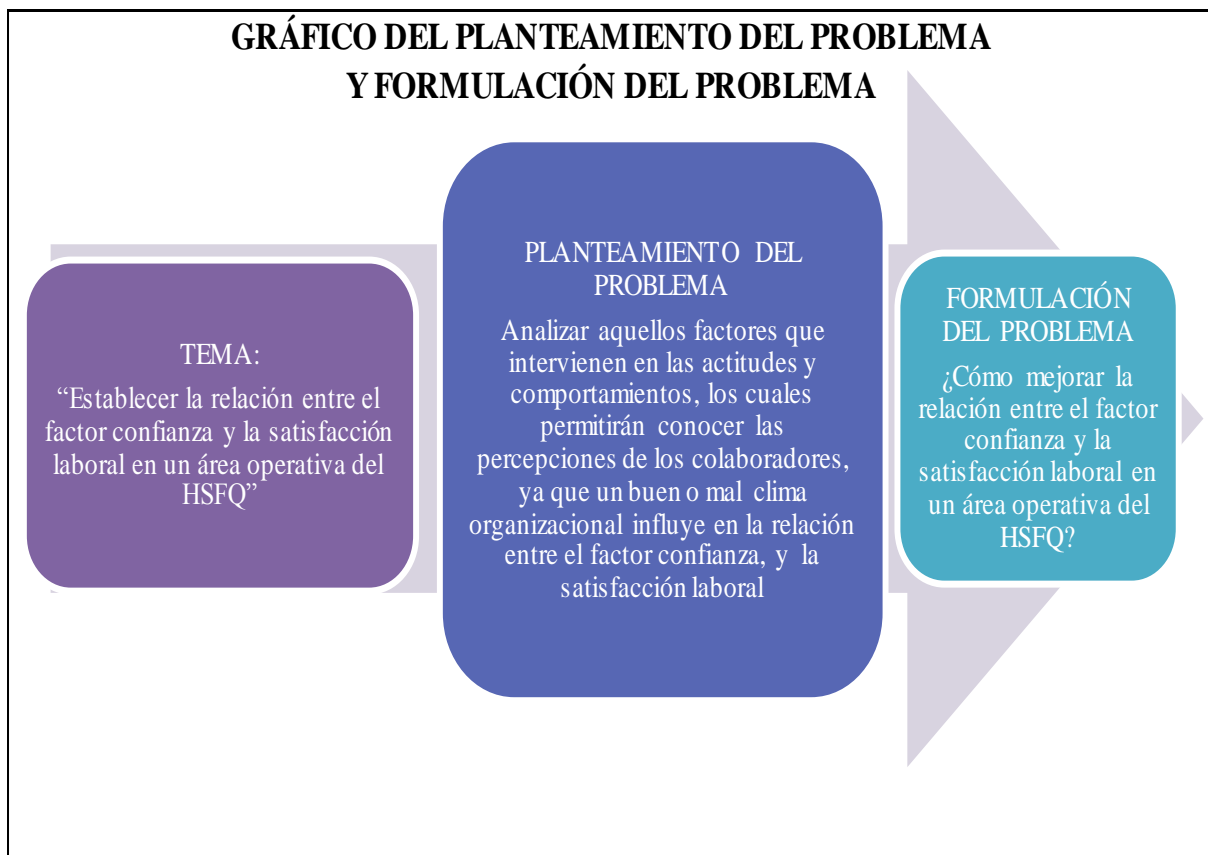 GRÁFICO DEL PLANTEAMIENTO DEL PROBLEMA
Y FORMULACIÓN DEL PROBLEMA
TEMA:
“Establecer la relación entre el
factor confianza y la satisfacción
laboral en un área operativa del
HSFQ”
PLANTEAMIENTO DEL
PROBLEMA
Analizar aquellos factores que
intervienen en las actitudes y
comportamientos, los cuales
permitirán conocer las
percepciones de los colaboradores,
ya que un buen o mal clima
organizacional influye en la relación
entre el factor confianza, y la
satisfacción laboral
FORMULACIÓN
DEL PROBLEMA
¿Cómo mejorar la
relación entre el factor
confianza y la
satisfacción laboral en
un área operativa del
HSFQ?